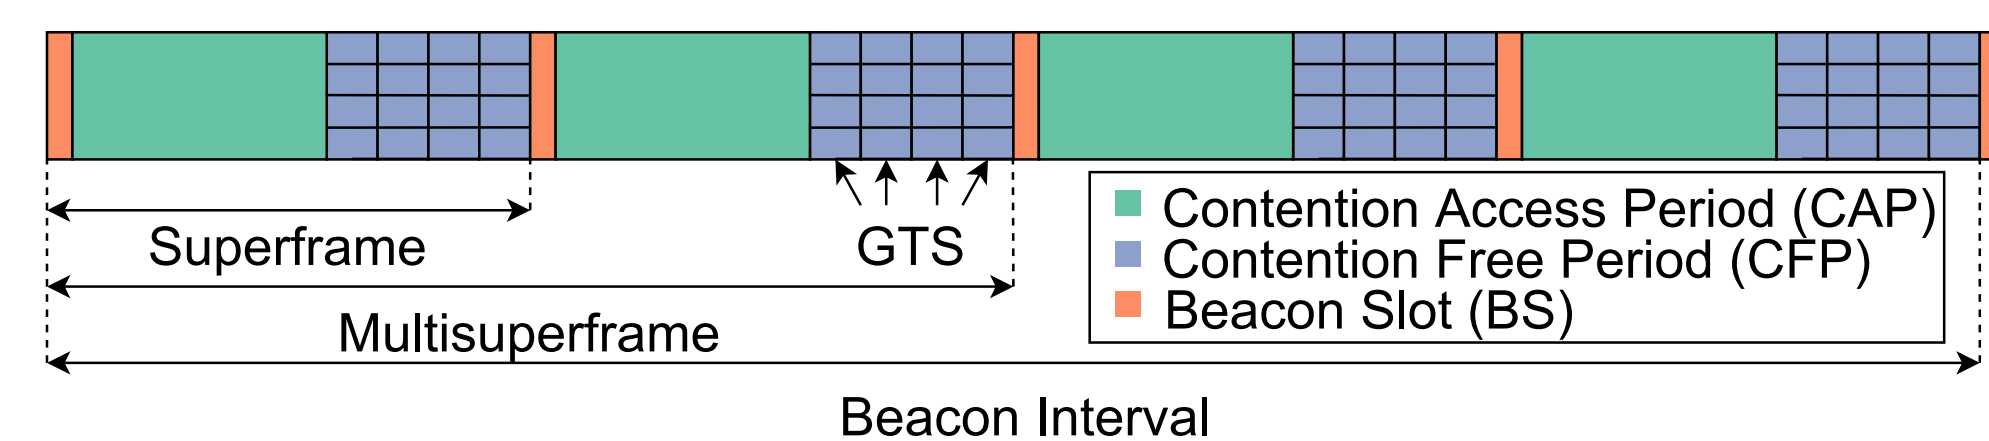 Superframe
GTS
Multisuperframe
Beacon Interval
Contention Access Period (CAP)
Contention Free Period (CFP)
Beacon Slot (BS)